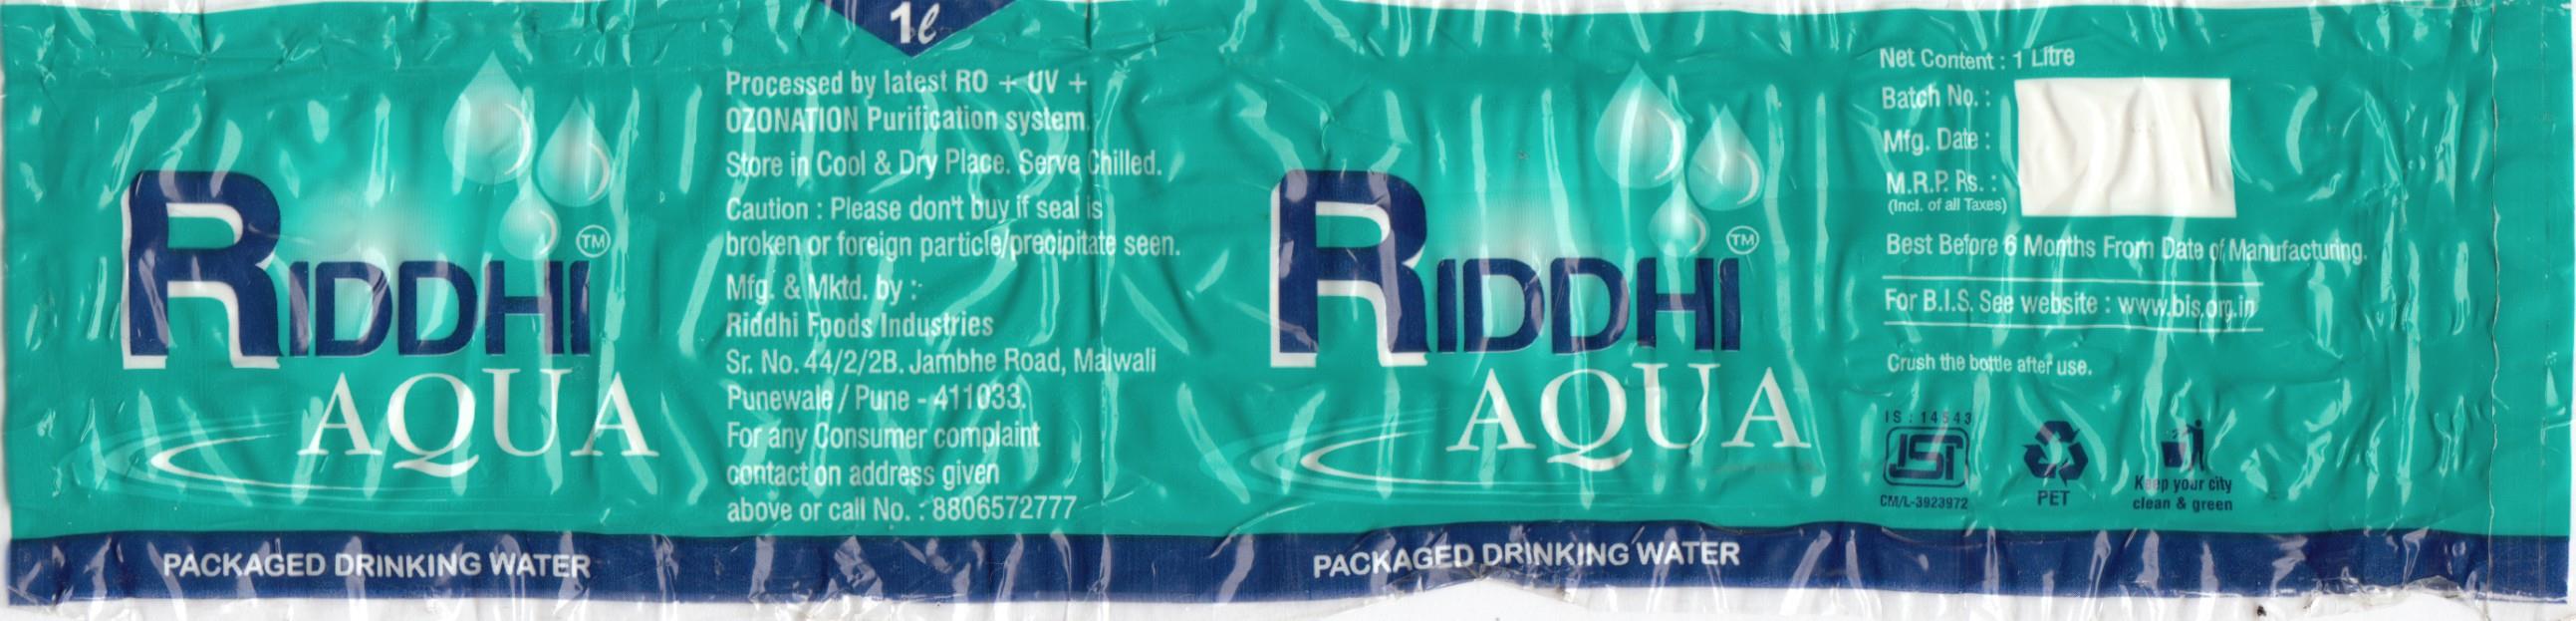 1ℓ
RIDDHI
TM
AQUA
PACKAGED DRINKING WATER
Processed by latest RO + UV +
OZONATION Purification system.
Store in Cool & Dry Place. Serve Chilled.
Caution : Please don't buy if seal is
broken or foreign particle/precipitate seen.
Mfg. & Mktd. by :
Riddhi Foods Industries
Sr. No. 44/2/2B. Jambhe Road, Malwali
Punewale / Pune - 411033.
For any Consumer complaint
contact on address given
above or call No. : 8806572777
RIDDHI
TM
AQUA
PACKAGED DRINKING WATER
Net Content : 1 Litre
Batch No. :
Mfg. Date :
M.R.P. Rs. :
(Incl. of all Taxes)
Best Before 6 Months From Date of Manufacturing.
For B.I.S. See website : www.bis.org.in
Crush the bottle after use.
IS : 14543
ISI
CM/L-3923972
PET
Keep your city
clean & green